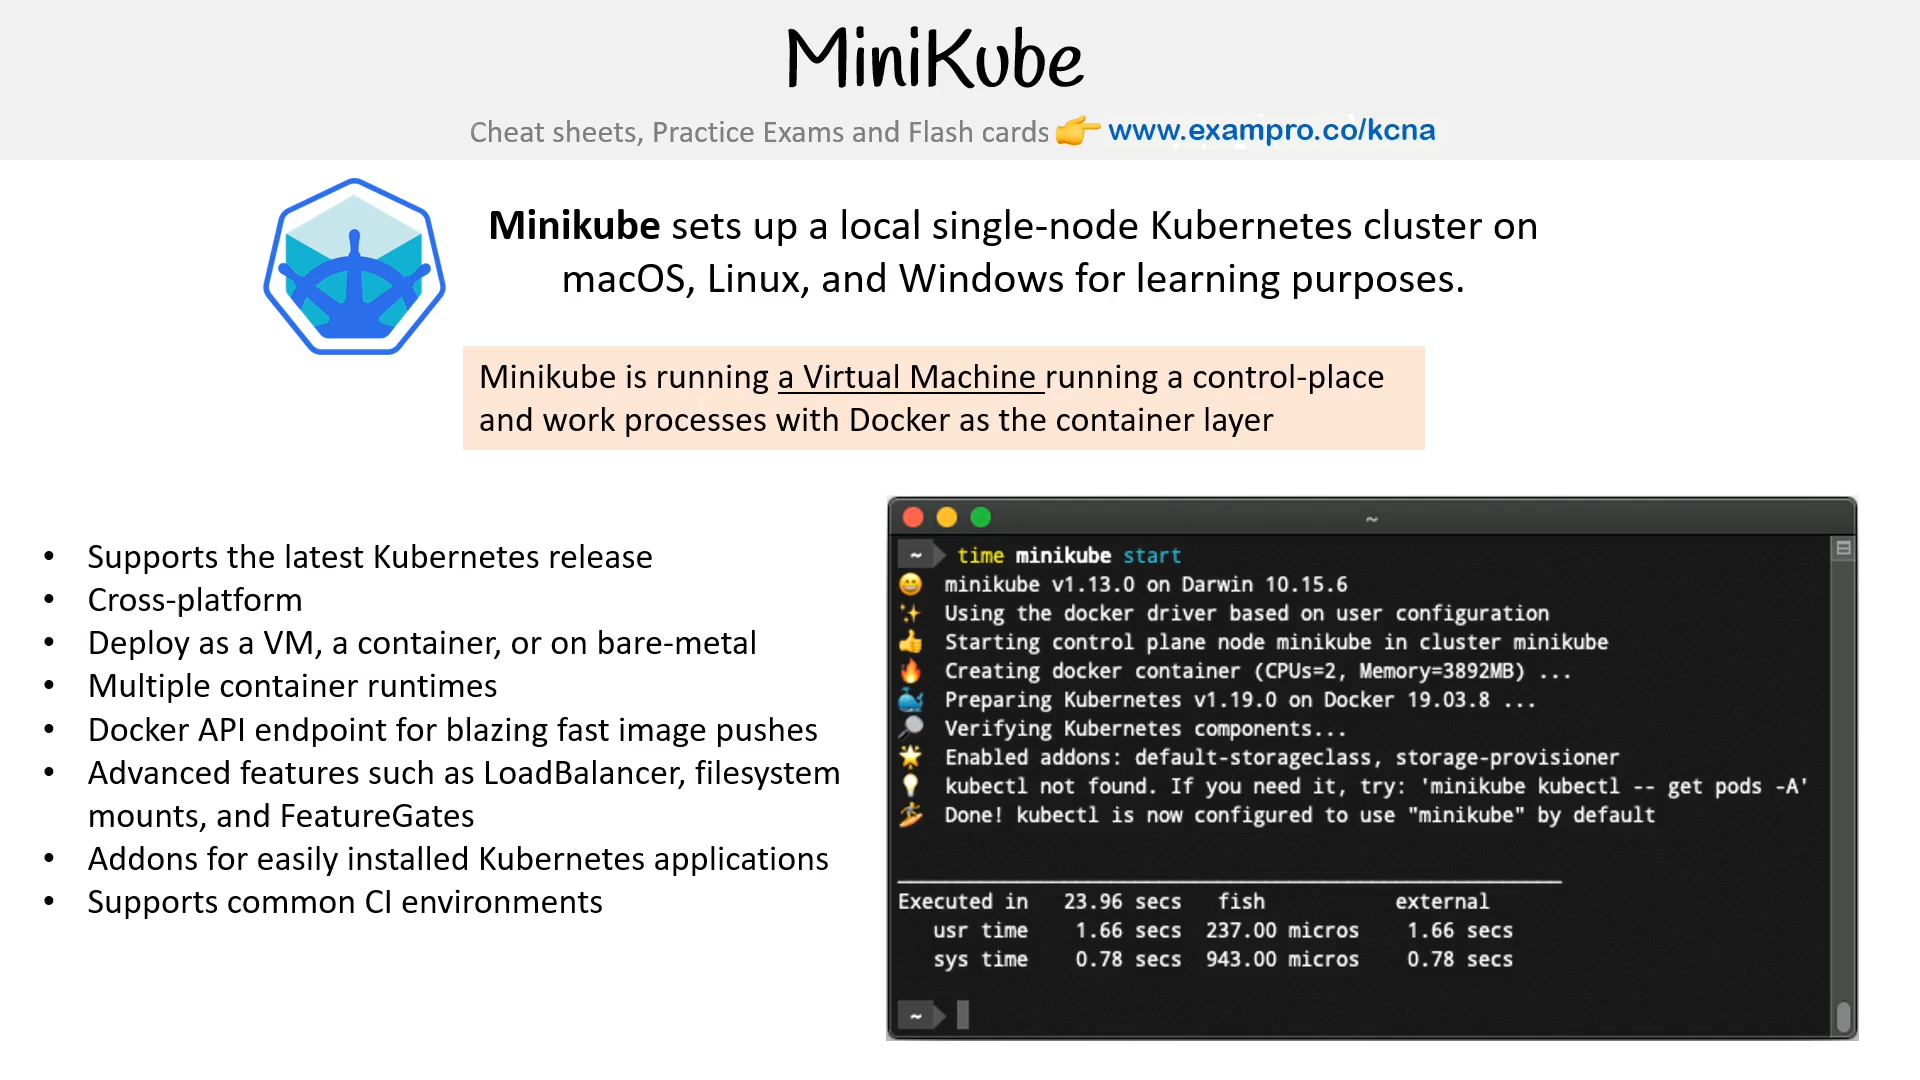 MiniKube
Cheat sheets, Practice Exams and Flash cards 👉 www.exampro.co/kcna
Minikube sets up a local single-node Kubernetes cluster on
macOS, Linux, and Windows for learning purposes.
Minikube is running a Virtual Machine running a control-place
and work processes with Docker as the container layer
• Supports the latest Kubernetes release
• Cross-platform
• Deploy as a VM, a container, or on bare-metal
• Multiple container runtimes
• Docker API endpoint for blazing fast image pushes
• Advanced features such as LoadBalancer, filesystem
mounts, and FeatureGates
• Addons for easily installed Kubernetes applications
• Supports common CI environments
~
~ time minikube start
😄 minikube v1.13.0 on Darwin 10.15.6
✨ Using the docker driver based on user configuration
👍 Starting control plane node minikube in cluster minikube
🔥 Creating docker container (CPUs=2, Memory=3892MB) ...
🐳 Preparing Kubernetes v1.19.0 on Docker 19.03.8 ...
🔎 Verifying Kubernetes components...
🌟 Enabled addons: default-storageclass, storage-provisioner
💡 kubectl not found. If you need it, try: 'minikube kubectl -- get pods -A'
🏄 Done! kubectl is now configured to use "minikube" by default
Executed in 23.96 secs fish external
usr time 1.66 secs 237.00 micros 1.66 secs
sys time 0.78 secs 943.00 micros 0.78 secs
~